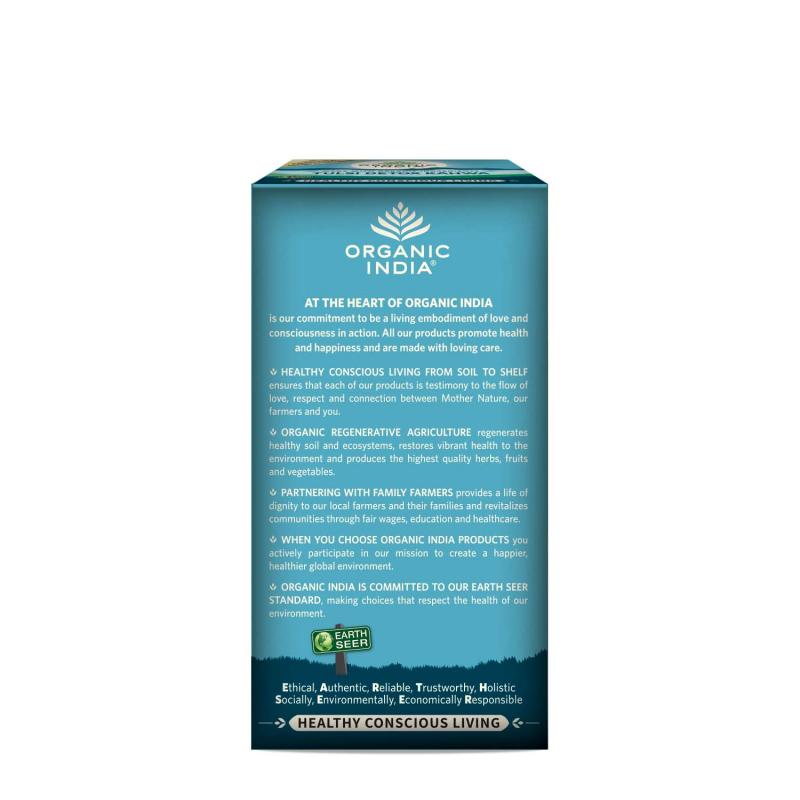 TULSI DETOX KAHWA
HEALTHY CONSCIOUS LIVING
ORGANIC
INDIA®
AT THE HEART OF ORGANIC INDIA
is our commitment to be a living embodiment of love and
consciousness in action. All our products promote health
and happiness and are made with loving care.
HEALTHY CONSCIOUS LIVING FROM SOIL TO SHELF
ensures that each of our products is testimony to the flow of
love, respect and connection between Mother Nature, our
farmers and you.
ORGANIC REGENERATIVE AGRICULTURE regenerates
healthy soil and ecosystems, restores vibrant health to the
environment and produces the highest quality herbs, fruits
and vegetables.
PARTNERING WITH FAMILY FARMERS provides a life of
dignity to our local farmers and their families and revitalizes
communities through fair wages, education and healthcare.
WHEN YOU CHOOSE ORGANIC INDIA PRODUCTS you
actively participate in our mission to create a happier,
healthier global environment.
ORGANIC INDIA IS COMMITTED TO OUR EARTH SEER
STANDARD, making choices that respect the health of our
environment.
EARTH
SEER
Ethical, Authentic, Reliable, Trustworthy, Holistic
Socially, Environmentally, Economically Responsible
HEALTHY CONSCIOUS LIVING